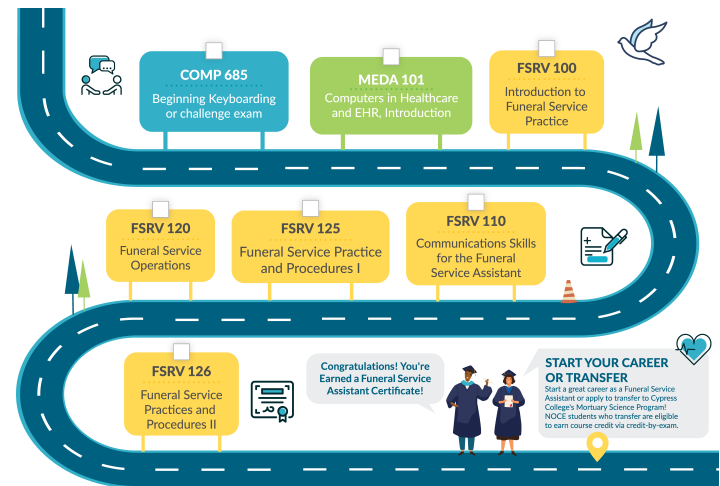 COMP 685
Beginning Keyboarding
or challenge exam
MEDA 101
Computers in Healthcare
and EHR, Introduction
FSRV 100
Introduction to
Funeral Service
Practice
FSRV 110
Communications Skills
for the Funeral
Service Assistant
FSRV 125
Funeral Service Practice
and Procedures I
FSRV 120
Funeral Service
Operations
FSRV 126
Funeral Service
Practices and
Procedures II
Congratulations! You're
Earned a Funeral Service
Assistant Certificate!
START YOUR CAREER
OR TRANSFER
Start a great career as a Funeral Service
Assistant or apply to transfer to Cypress
College's Mortuary Science Program!
NOCE students who transfer are eligible
to earn course credit via credit-by-exam.